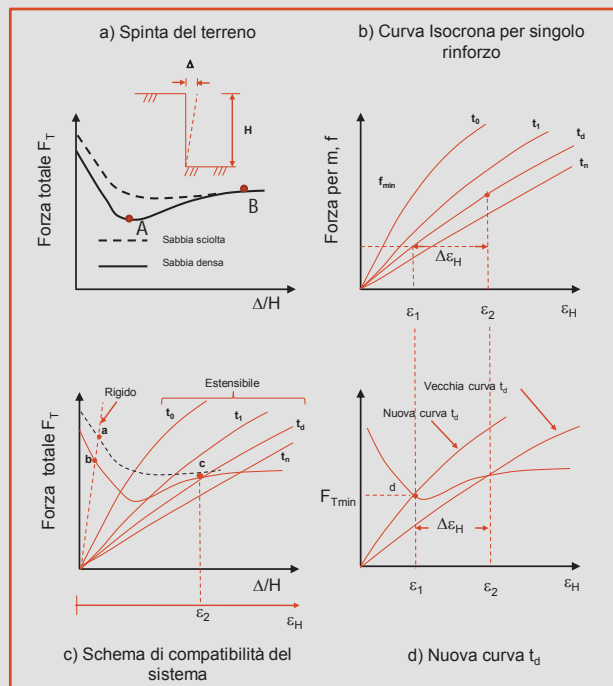 a) Spinta del terreno
Δ
H
Forza totale F_T
A
B
Sabbia sciolta
Sabbia densa
Δ/H
b) Curva Isocrona per singolo
rinforzo
t_0
t_1
t_d
t_n
f_min
Forza per m, f
Δε_H
ε_1
ε_2
ε_H
Rigido
Estensibile
t_0
t_1
t_d
t_n
a
b
c
Forza totale F_T
Δ/H
ε_2
ε_H
c) Schema di compatibilità del
sistema
Vecchia curva t_d
Nuova curva t_d
F_Tmin
d
Δε_H
ε_1
ε_2
ε_H
d) Nuova curva t_d